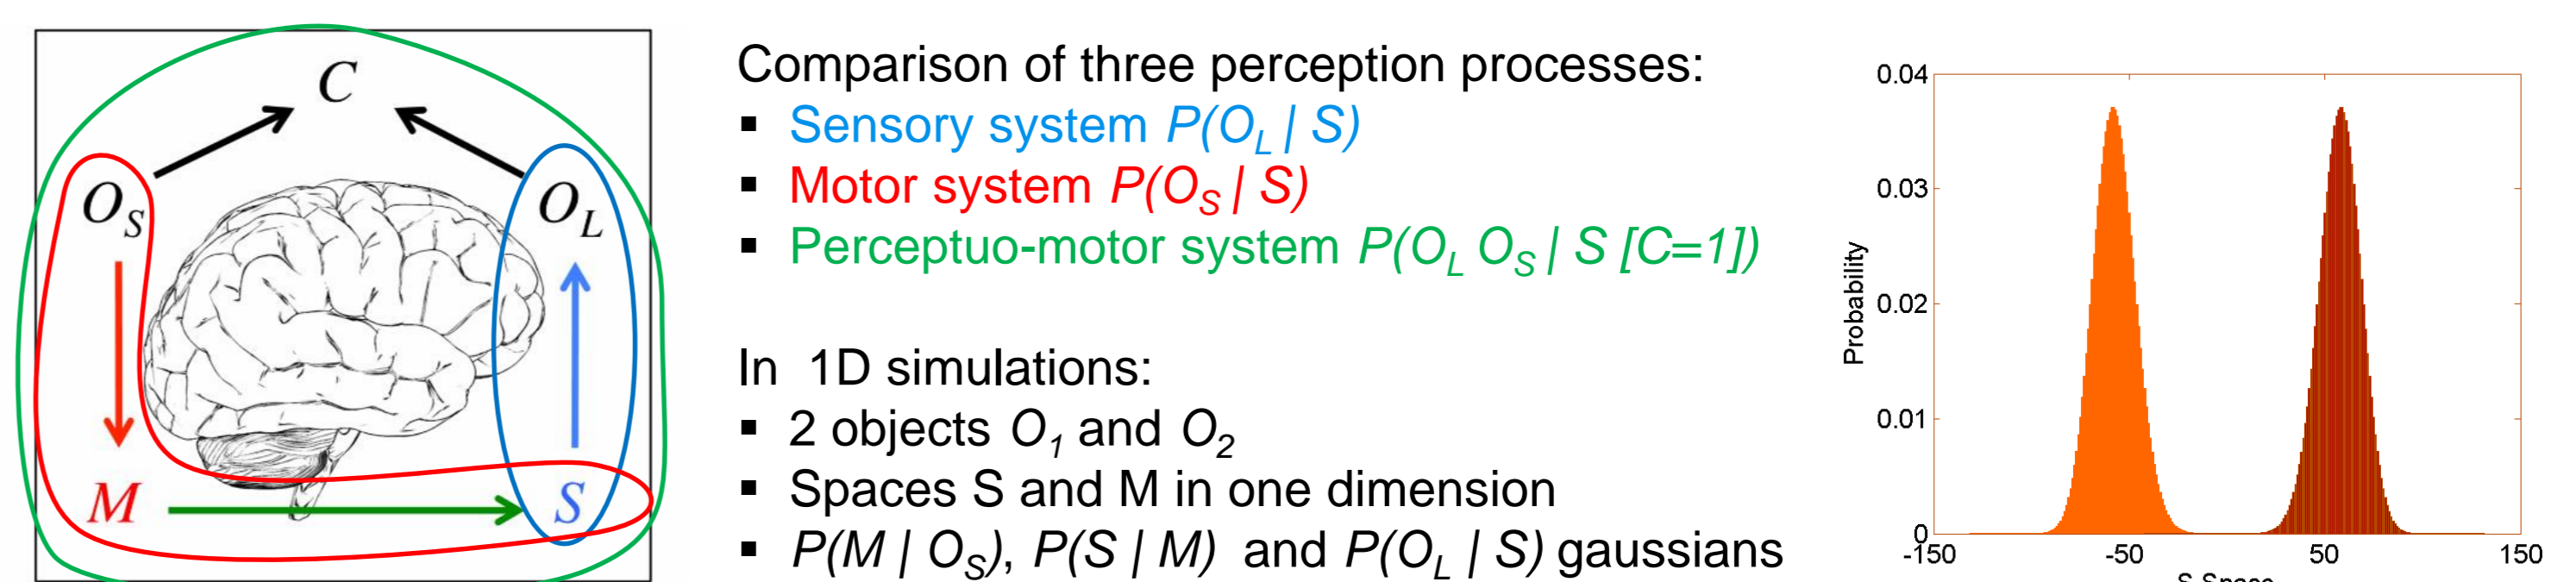 C
O_S
O_L
M
S
Comparison of three perception processes:
▪ Sensory system P(O_L | S)
▪ Motor system P(O_S | S)
▪ Perceptuo-motor system P(O_L O_S | S [C=1])
In 1D simulations:
▪ 2 objects O_1 and O_2
▪ Spaces S and M in one dimension
▪ P(M | O_S), P(S | M) and P(O_L | S) gaussians
0.04
0.03
0.02
0.01
0
Probability
-150 -50 50 150
S Space